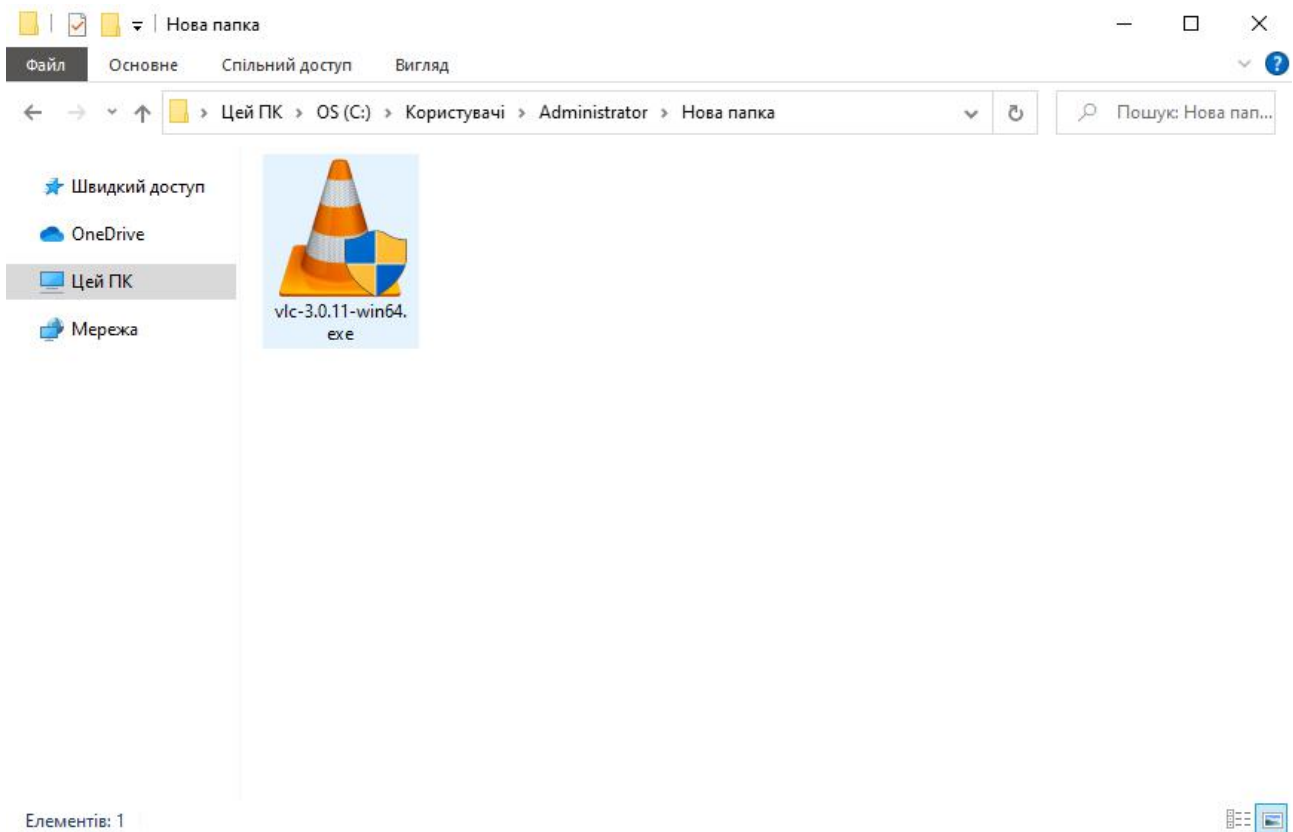 Нова папка
Файл Основне Спільний доступ Вигляд
Цей ПК OS (C:) Користувачі Administrator Нова папка Пошук: Нова пап...
Швидкий доступ
OneDrive
Цей ПК
Мережа
vlc-3.0.11-win64.
exe
Елементів: 1